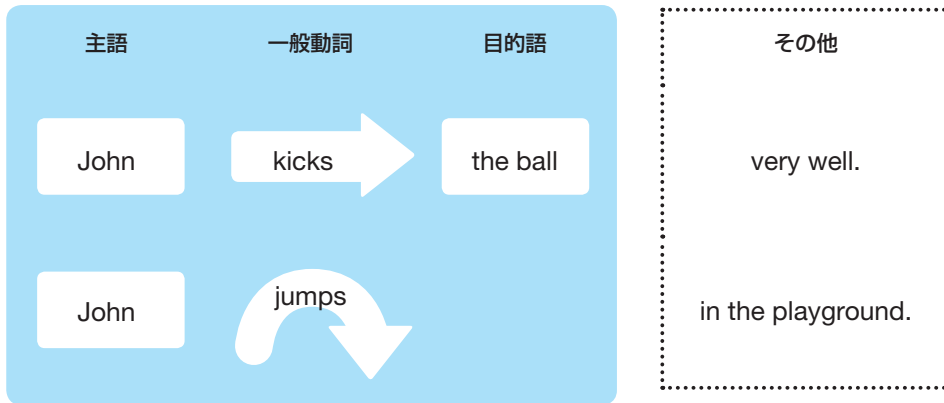 主語 一般動詞 目的語 その他
John kicks the ball very well.
John jumps in the playground.